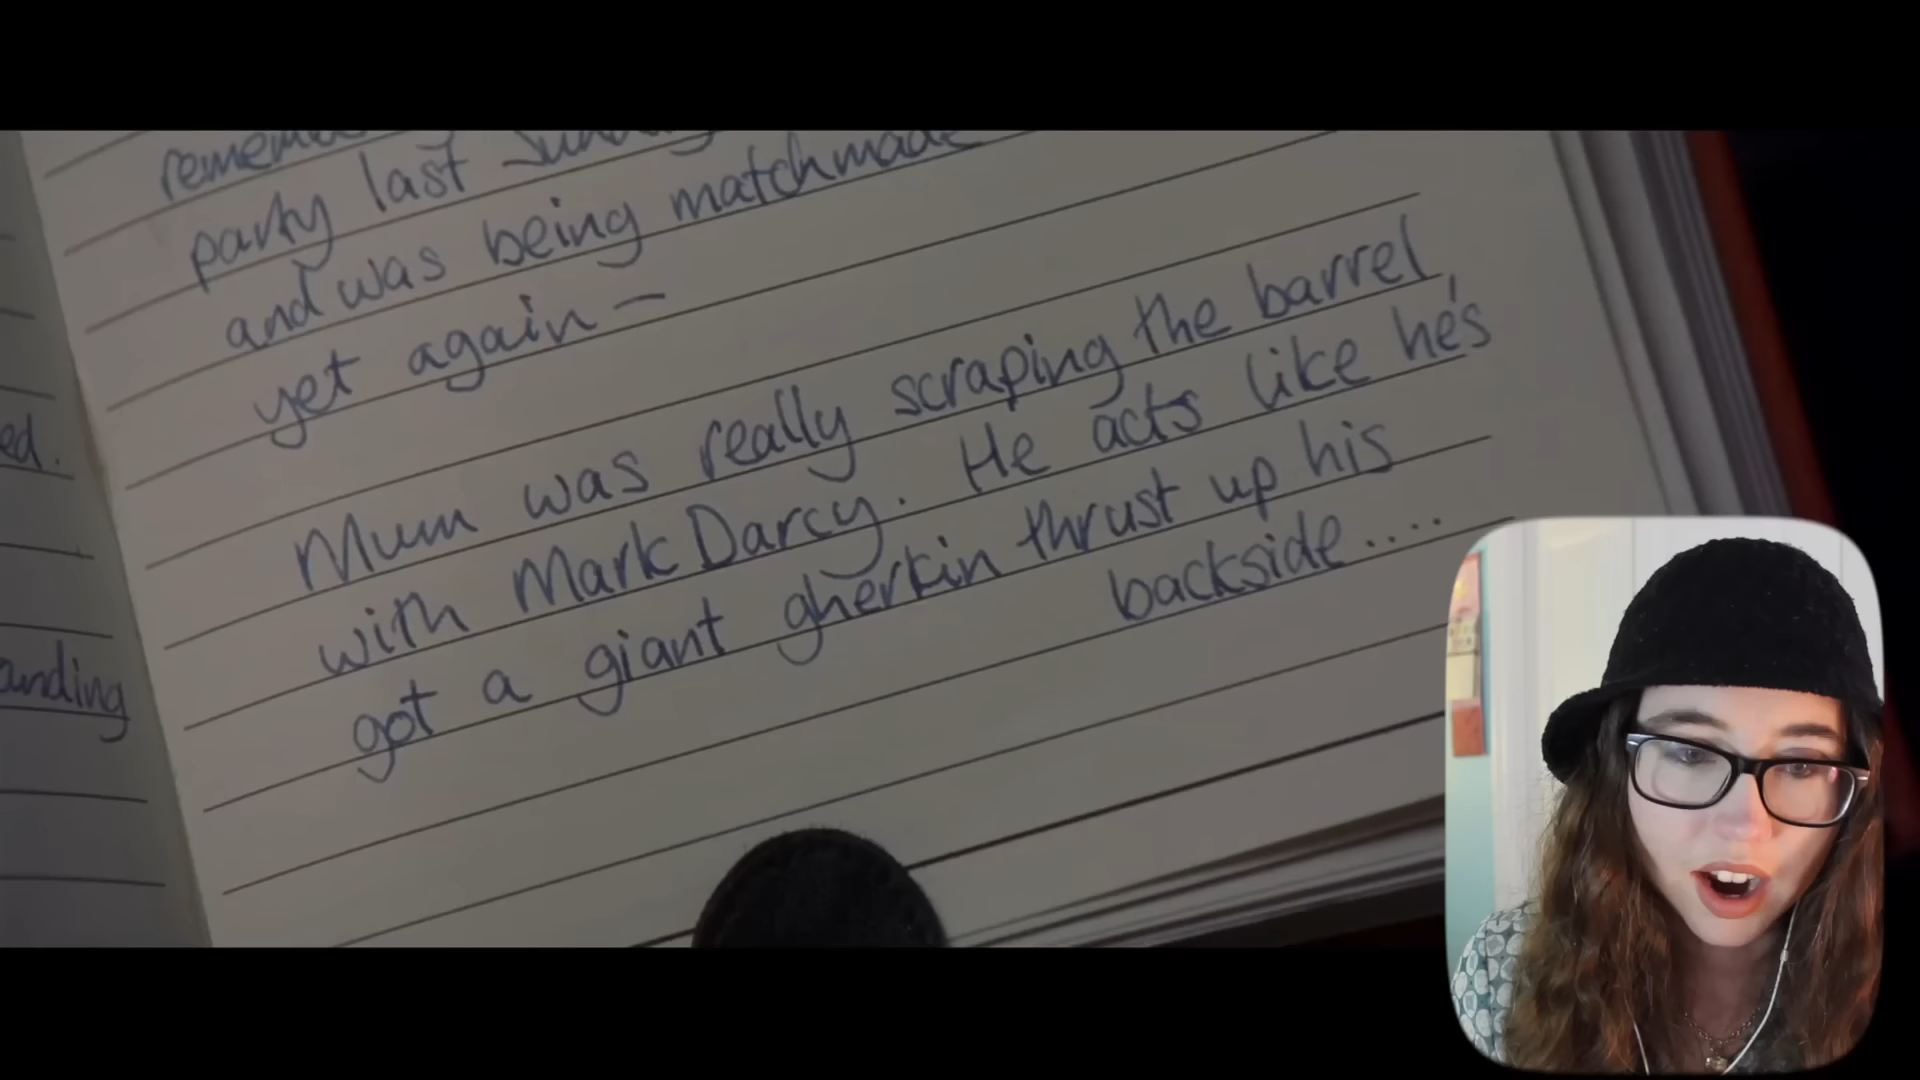 ed.
anding
party last Sunday
and was being matchmade
yet again –
Mum was really scraping the barrel,
with Mark Darcy. He acts like he's
got a giant gherkin thrust up his
backside....